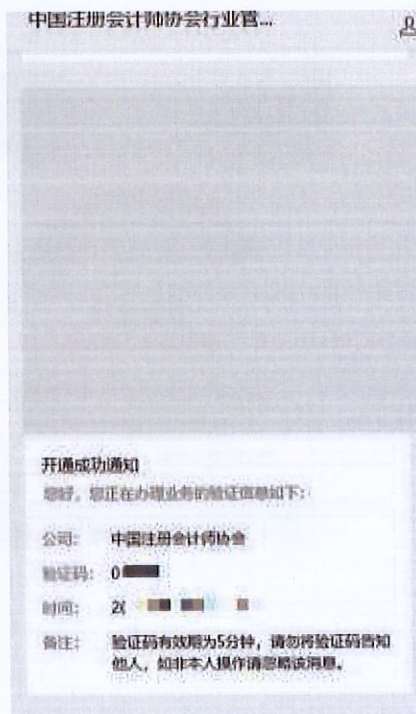 中国注册会计师协会行业管...
开通成功通知
您好，您正在办理业务的验证信息如下：
公司： 中国注册会计师协会
验证码： 0
时间： 2(
备注： 验证码有效期为5分钟，请勿将验证码告知
他人，如非本人操作请忽略该消息。